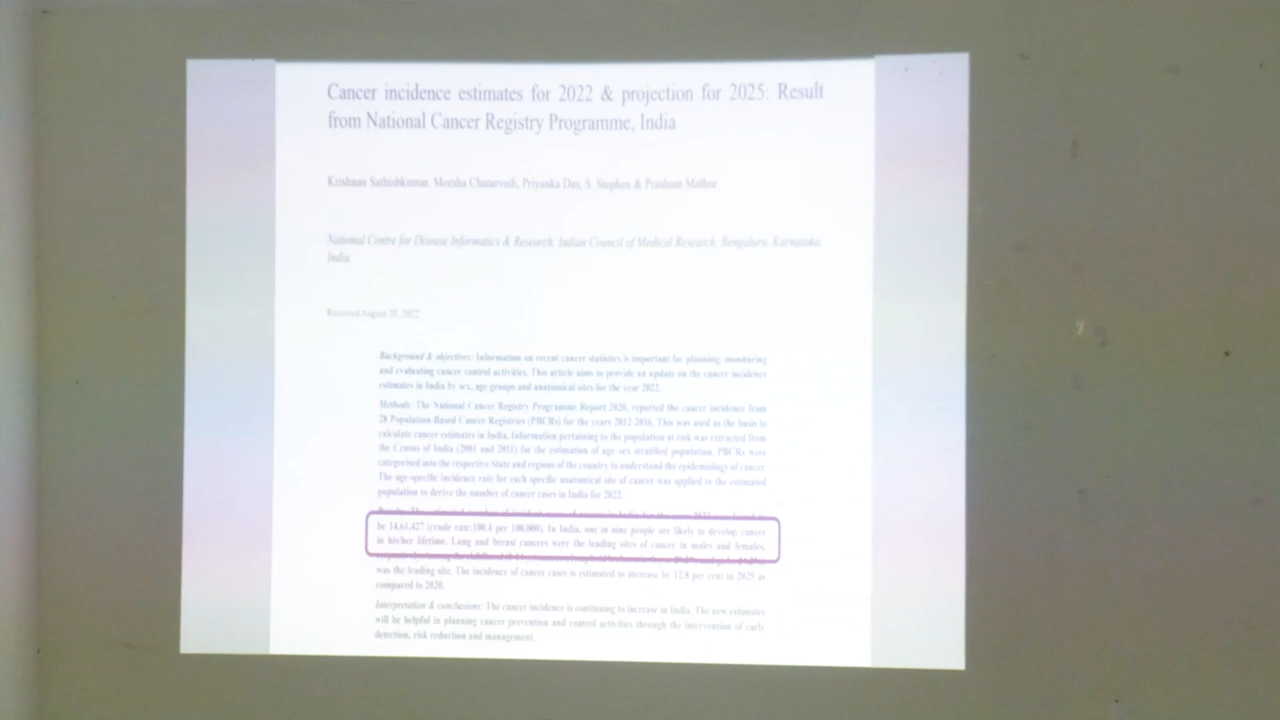 Cancer incidence estimates for 2022 & projection for 2025: Result
from National Cancer Registry Programme, India
Krishnan Sathishkumar, Meesha Chaturvedi, Priyanka Das, S. Stephen & Prashant Mathur
National Centre for Disease Informatics & Research, Indian Council of Medical Research, Bengaluru, Karnataka,
India
Received August 28, 2022
Background & objectives: Information on recent cancer statistics is important for planning, monitoring
and evaluating cancer control activities. This article aims to provide an update on the cancer incidence
estimates in India by sex, age groups and anatomical sites for the year 2022.
Methods: The National Cancer Registry Programme Report 2020, reported the cancer incidence from
28 Population-Based Cancer Registries (PBCRs) for the years 2012-2016. This was used as the basis to
calculate cancer estimates in India. Information pertaining to the population at risk was extracted from
the Census of India (2001 and 2011) for the estimation of age-sex stratified population. PBCRs were
categorised into the respective State and regions of the country to understand the epidemiology of cancer.
The age-specific incidence rate for each specific anatomical site of cancer was applied to the estimated
population to derive the number of cancer cases in India for 2022.
be 14,61,427 (crude rate:100.4 per 100,000). In India, one in nine people are likely to develop cancer
in his/her lifetime. Lung and breast cancers were the leading sites of cancer in males and females,
was the leading site. The incidence of cancer cases is estimated to increase by 12.8 per cent in 2025 as
compared to 2020.
Interpretation & conclusions: The cancer incidence is continuing to increase in India. The new estimates
will be helpful in planning cancer prevention and control activities through the intervention of early
detection, risk reduction and management.